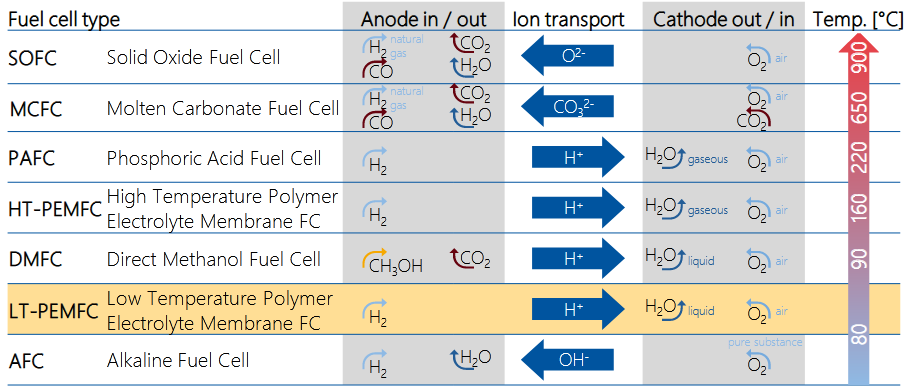 Fuel cell type Anode in / out Ion transport Cathode out / in Temp. [°C]
SOFC Solid Oxide Fuel Cell H₂ natural gas CO CO₂ H₂O O²⁻ O₂ air 900
MCFC Molten Carbonate Fuel Cell H₂ natural gas CO CO₂ H₂O CO₃²⁻ O₂ air CO₂ 650
PAFC Phosphoric Acid Fuel Cell H₂ H⁺ H₂O gaseous O₂ air 220
HT-PEMFC High Temperature Polymer
Electrolyte Membrane FC H₂ H⁺ H₂O gaseous O₂ air 160
DMFC Direct Methanol Fuel Cell CH₃OH CO₂ H⁺ H₂O liquid O₂ air 90
LT-PEMFC Low Temperature Polymer
Electrolyte Membrane FC H₂ H⁺ H₂O liquid O₂ air 80
AFC Alkaline Fuel Cell H₂ H₂O OH⁻ pure substance O₂